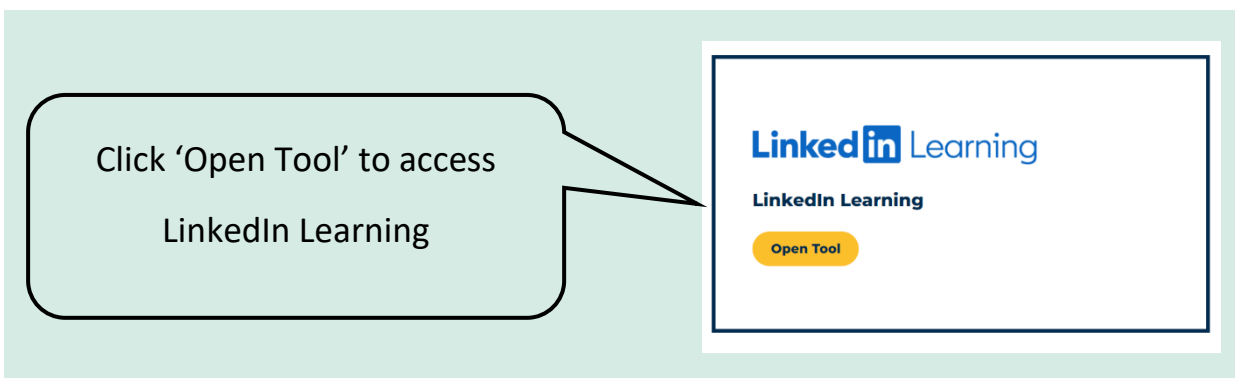 Click ‘Open Tool’ to access
LinkedIn Learning
Linked in Learning
LinkedIn Learning
Open Tool